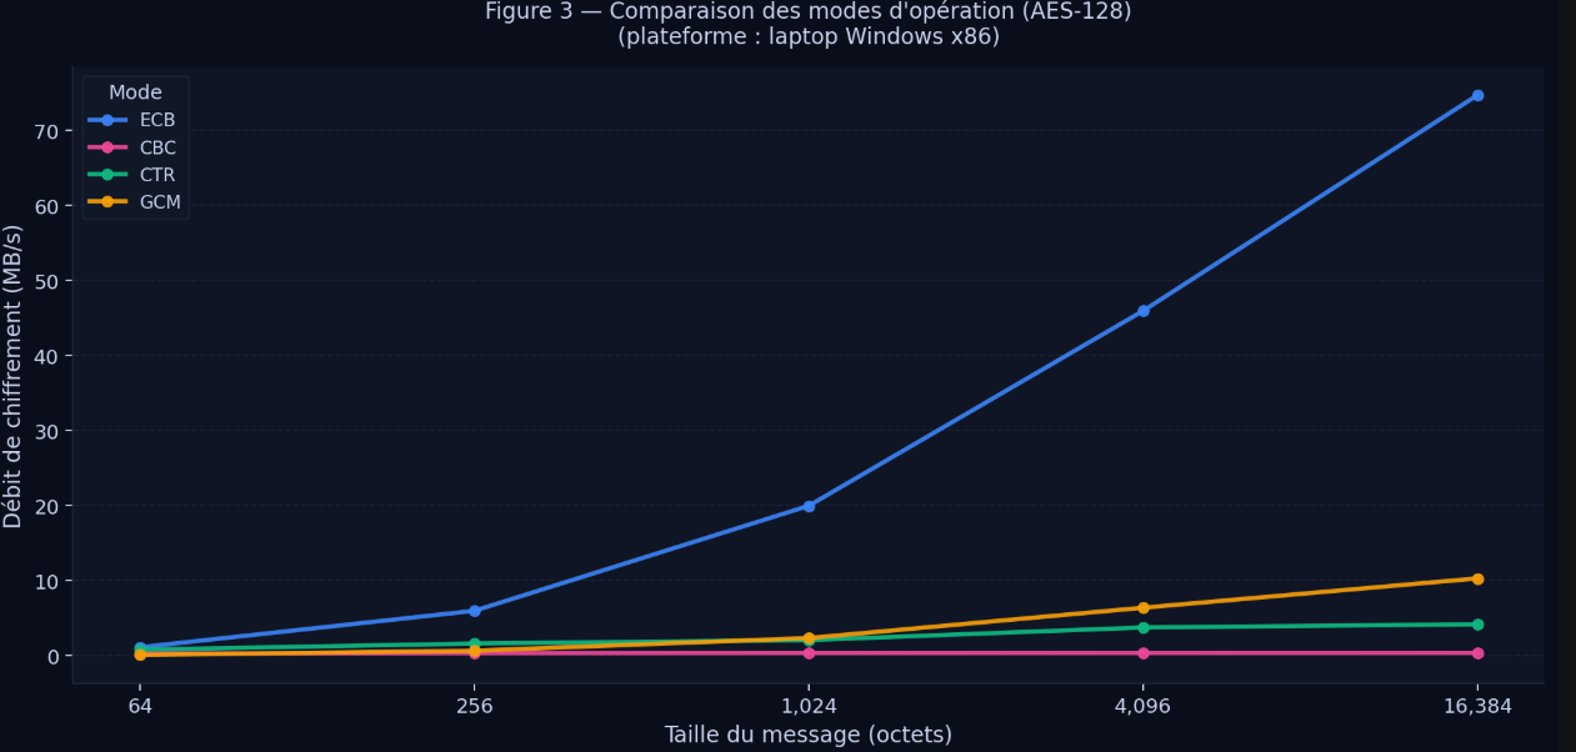 Figure 3 — Comparaison des modes d'opération (AES-128)
(plateforme : laptop Windows x86)
Mode
ECB
CBC
CTR
GCM
Débit de chiffrement (MB/s)
70
60
50
40
30
20
10
0
64
256
1,024
4,096
16,384
Taille du message (octets)